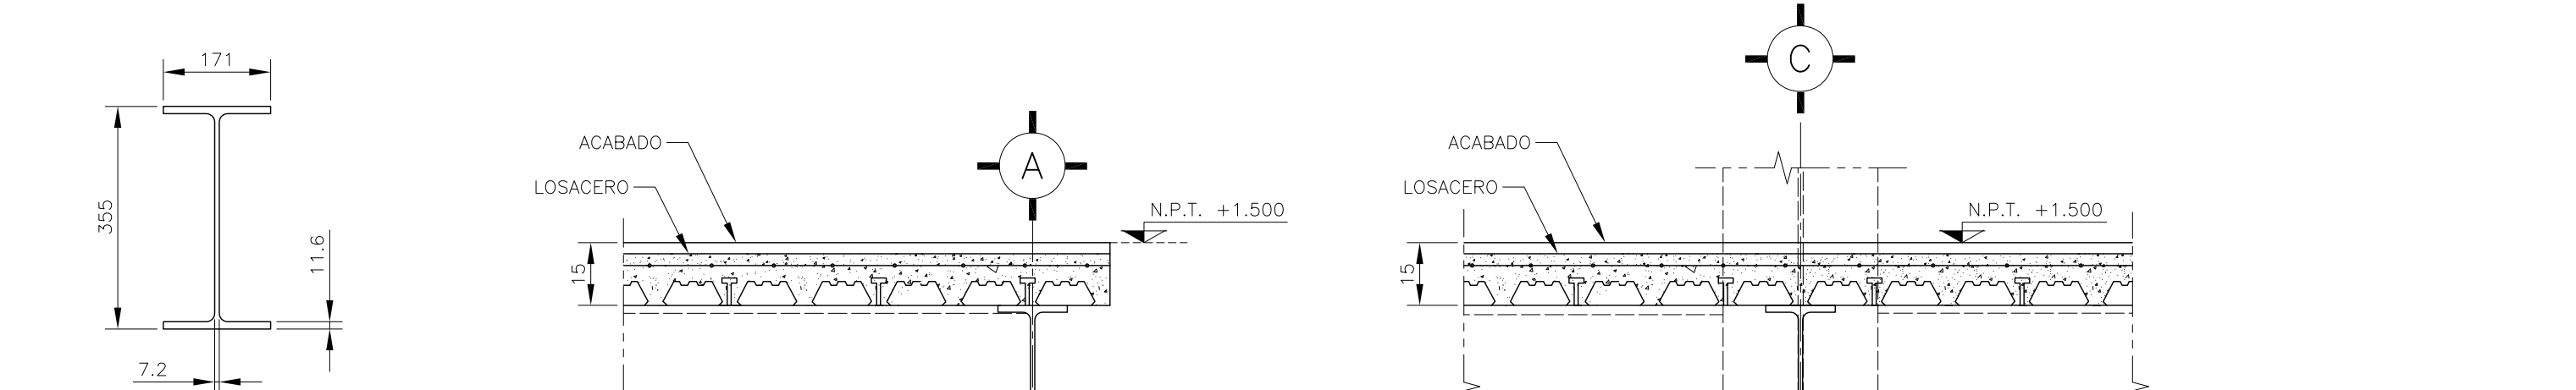 171
355
11.6
7.2
ACABADO
LOSACERO
A
N.P.T. +1.500
15
C
ACABADO
LOSACERO
N.P.T. +1.500
15